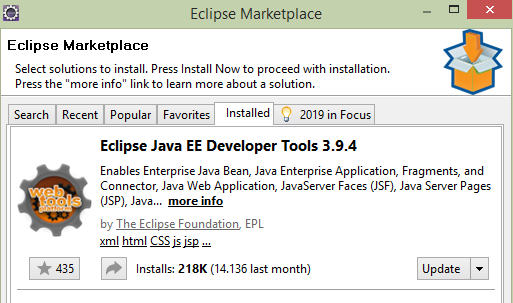 Eclipse Marketplace
Eclipse Marketplace
Select solutions to install. Press Install Now to proceed with installation.
Press the "more info" link to learn more about a solution.
Search Recent Popular Favorites Installed 2019 in Focus
Eclipse Java EE Developer Tools 3.9.4
Enables Enterprise Java Bean, Java Enterprise Application, Fragments, and
Connector, Java Web Application, JavaServer Faces (JSF), Java Server Pages
(JSP), Java... more info
web
tools
by The Eclipse Foundation, EPL
xml html CSS js jsp ...
435 Installs: 218K (14.136 last month) Update